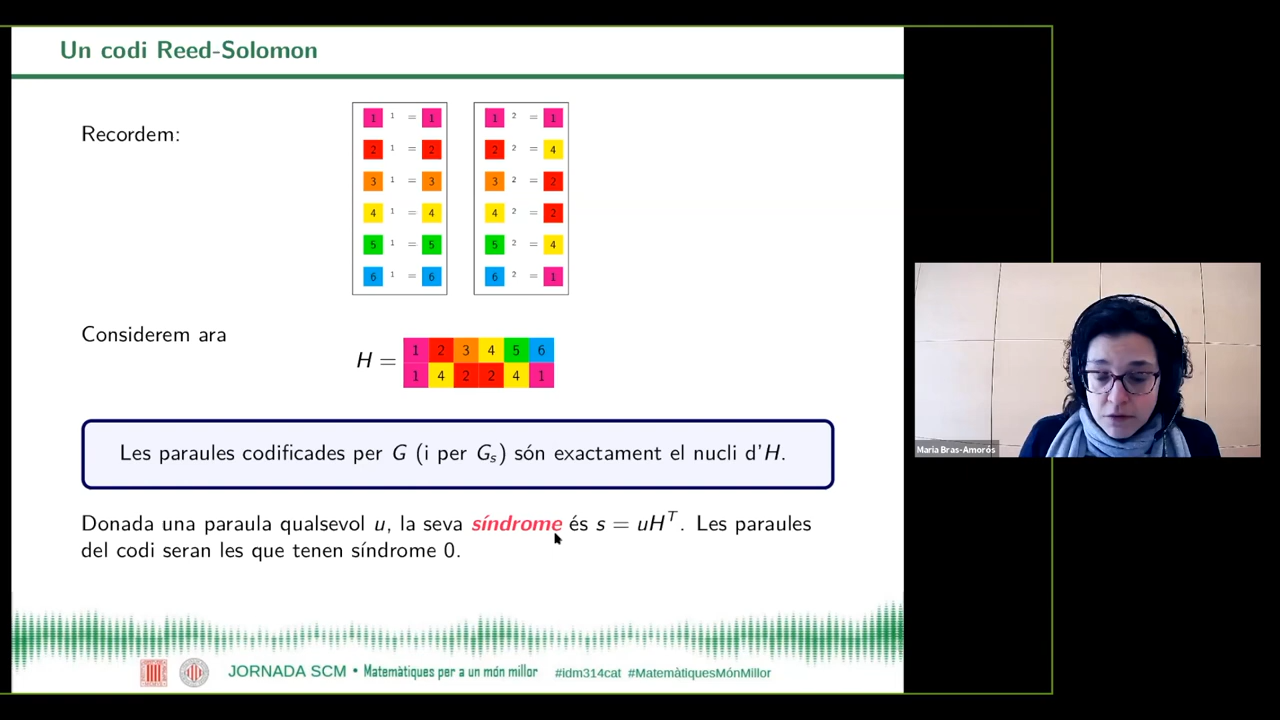 Un codi Reed-Solomon
Recordem:
1 ¹ = 1   1 ² = 1
2 ¹ = 2   2 ² = 4
3 ¹ = 3   3 ² = 2
4 ¹ = 4   4 ² = 2
5 ¹ = 5   5 ² = 4
6 ¹ = 6   6 ² = 1
Considerem ara
H =
1 2 3 4 5 6
1 4 2 2 4 1
Les paraules codificades per G (i per Gₛ) són exactament el nucli d'H.
Donada una paraula qualsevol u, la seva síndrome és s = uHᵀ. Les paraules
del codi seran les que tenen síndrome 0.
Maria Bras-Amorós
JORNADA SCM • Matemàtiques per a un món millor #idm314cat #MatemàtiquesMónMillor